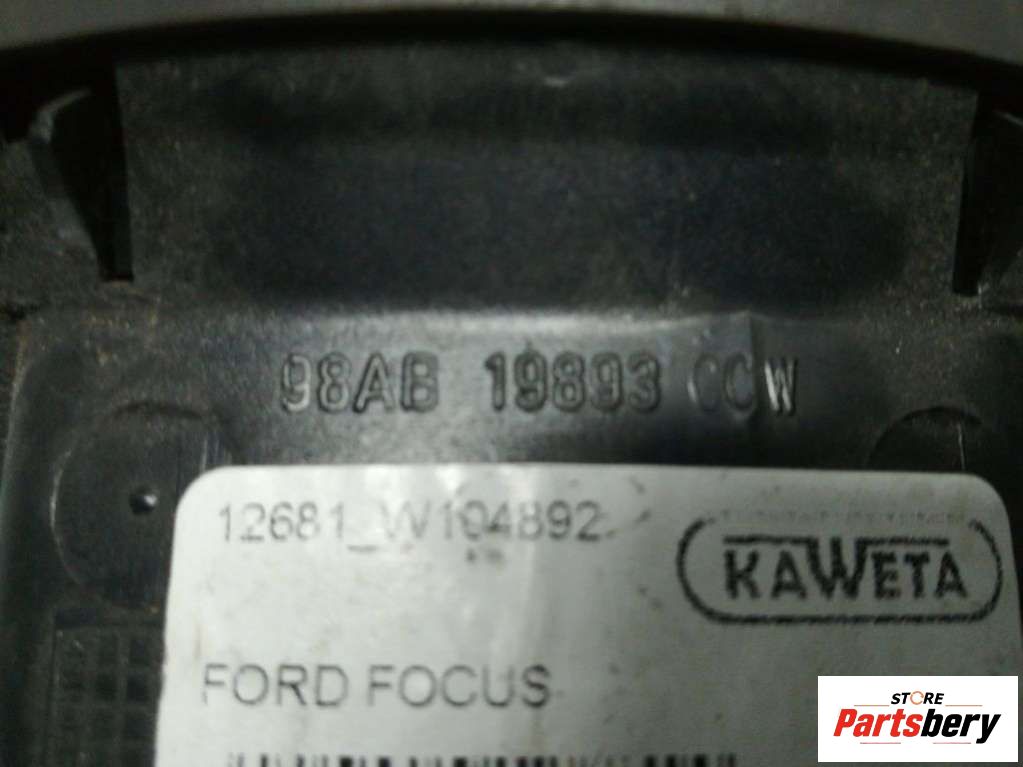 98AB 19893 CCW
12681_W104892
KAWETA
FORD FOCUS
STORE
Partsbery